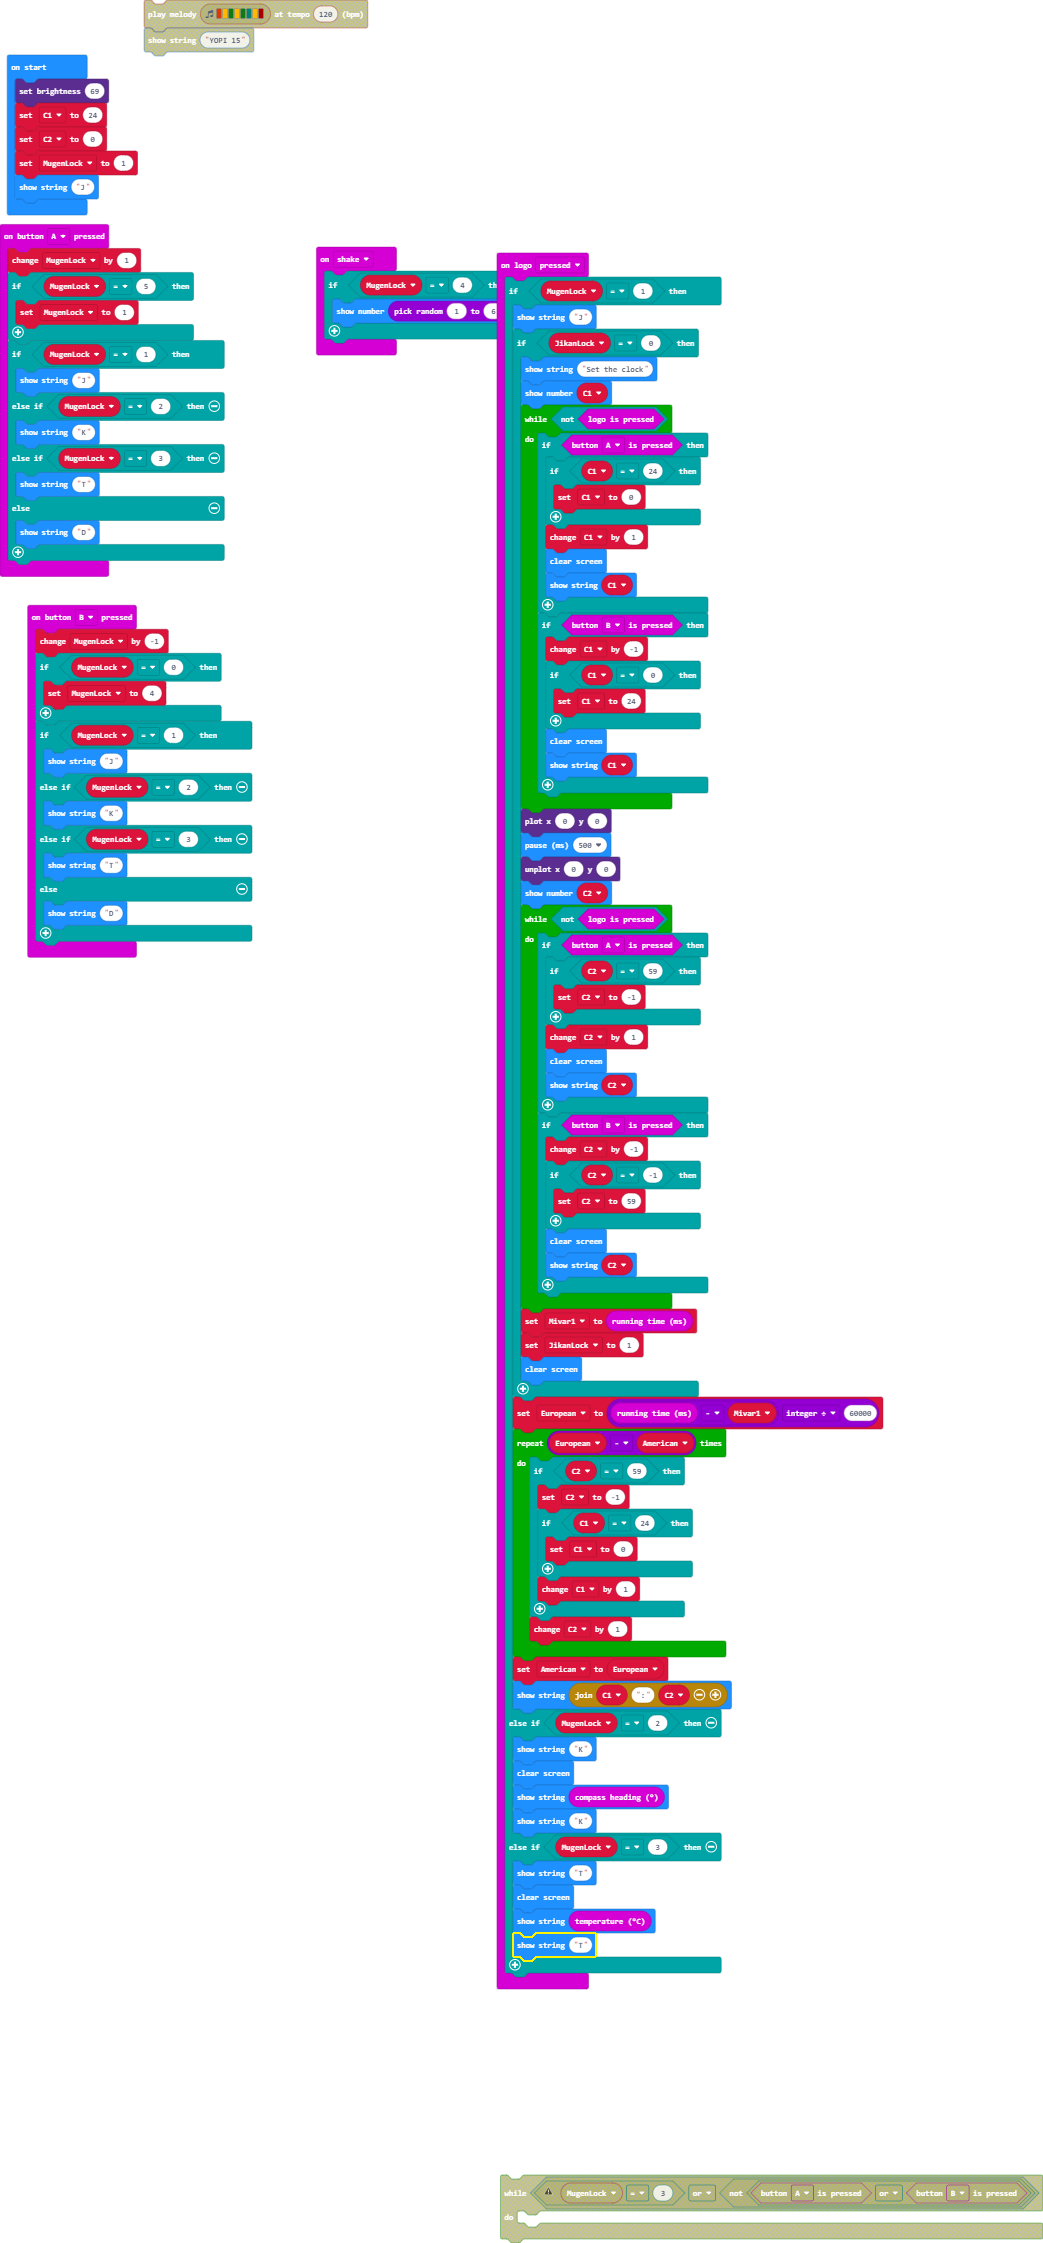 play melody at tempo 120 (bpm)
show string "YOPI 15"
on start
set brightness 69
set C1 to 24
set C2 to 0
set MugenLock to 1
show string "J"
on button A pressed
change MugenLock by 1
if MugenLock = 5 then
set MugenLock to 1
if MugenLock = 1 then
show string "J"
else if MugenLock = 2 then
show string "K"
else if MugenLock = 3 then
show string "T"
else
show string "D"
on button B pressed
change MugenLock by -1
if MugenLock = 0 then
set MugenLock to 4
if MugenLock = 1 then
show string "J"
else if MugenLock = 2 then
show string "K"
else if MugenLock = 3 then
show string "T"
else
show string "D"
on shake
if MugenLock = 4 th
show number pick random 1 to 6
on logo pressed
if MugenLock = 1 then
show string "J"
if JikanLock = 0 then
show string "Set the clock"
show number C1
while not logo is pressed
do if button A is pressed then
if C1 = 24 then
set C1 to 0
change C1 by 1
clear screen
show string C1
if button B is pressed then
change C1 by -1
if C1 = 0 then
set C1 to 24
clear screen
show string C1
plot x 0 y 0
pause (ms) 500
unplot x 0 y 0
show number C2
while not logo is pressed
do if button A is pressed then
if C2 = 59 then
set C2 to -1
change C2 by 1
clear screen
show string C2
if button B is pressed then
change C2 by -1
if C2 = -1 then
set C2 to 59
clear screen
show string C2
set Mivar1 to running time (ms)
set JikanLock to 1
clear screen
set European to running time (ms) - Mivar1 integer ÷ 60000
repeat European - American times
do if C2 = 59 then
set C2 to -1
if C1 = 24 then
set C1 to 0
change C1 by 1
change C2 by 1
set American to European
show string join C1 ":" C2
else if MugenLock = 2 then
show string "K"
clear screen
show string compass heading (°)
show string "K"
else if MugenLock = 3 then
show string "T"
clear screen
show string temperature (°C)
show string "T"
while MugenLock = 3 or not button A is pressed or button B is pressed
do